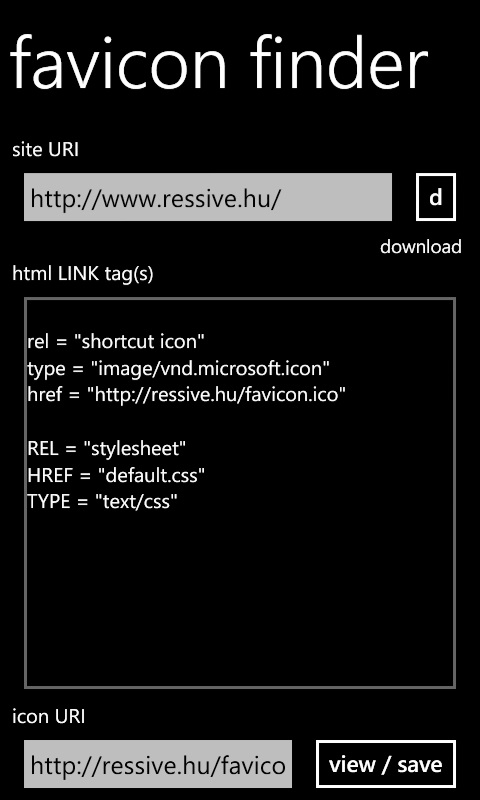 favicon finder
site URI
http://www.ressive.hu/
d
download
html LINK tag(s)
rel = "shortcut icon"
type = "image/vnd.microsoft.icon"
href = "http://ressive.hu/favicon.ico"
REL = "stylesheet"
HREF = "default.css"
TYPE = "text/css"
icon URI
http://ressive.hu/favico
view / save